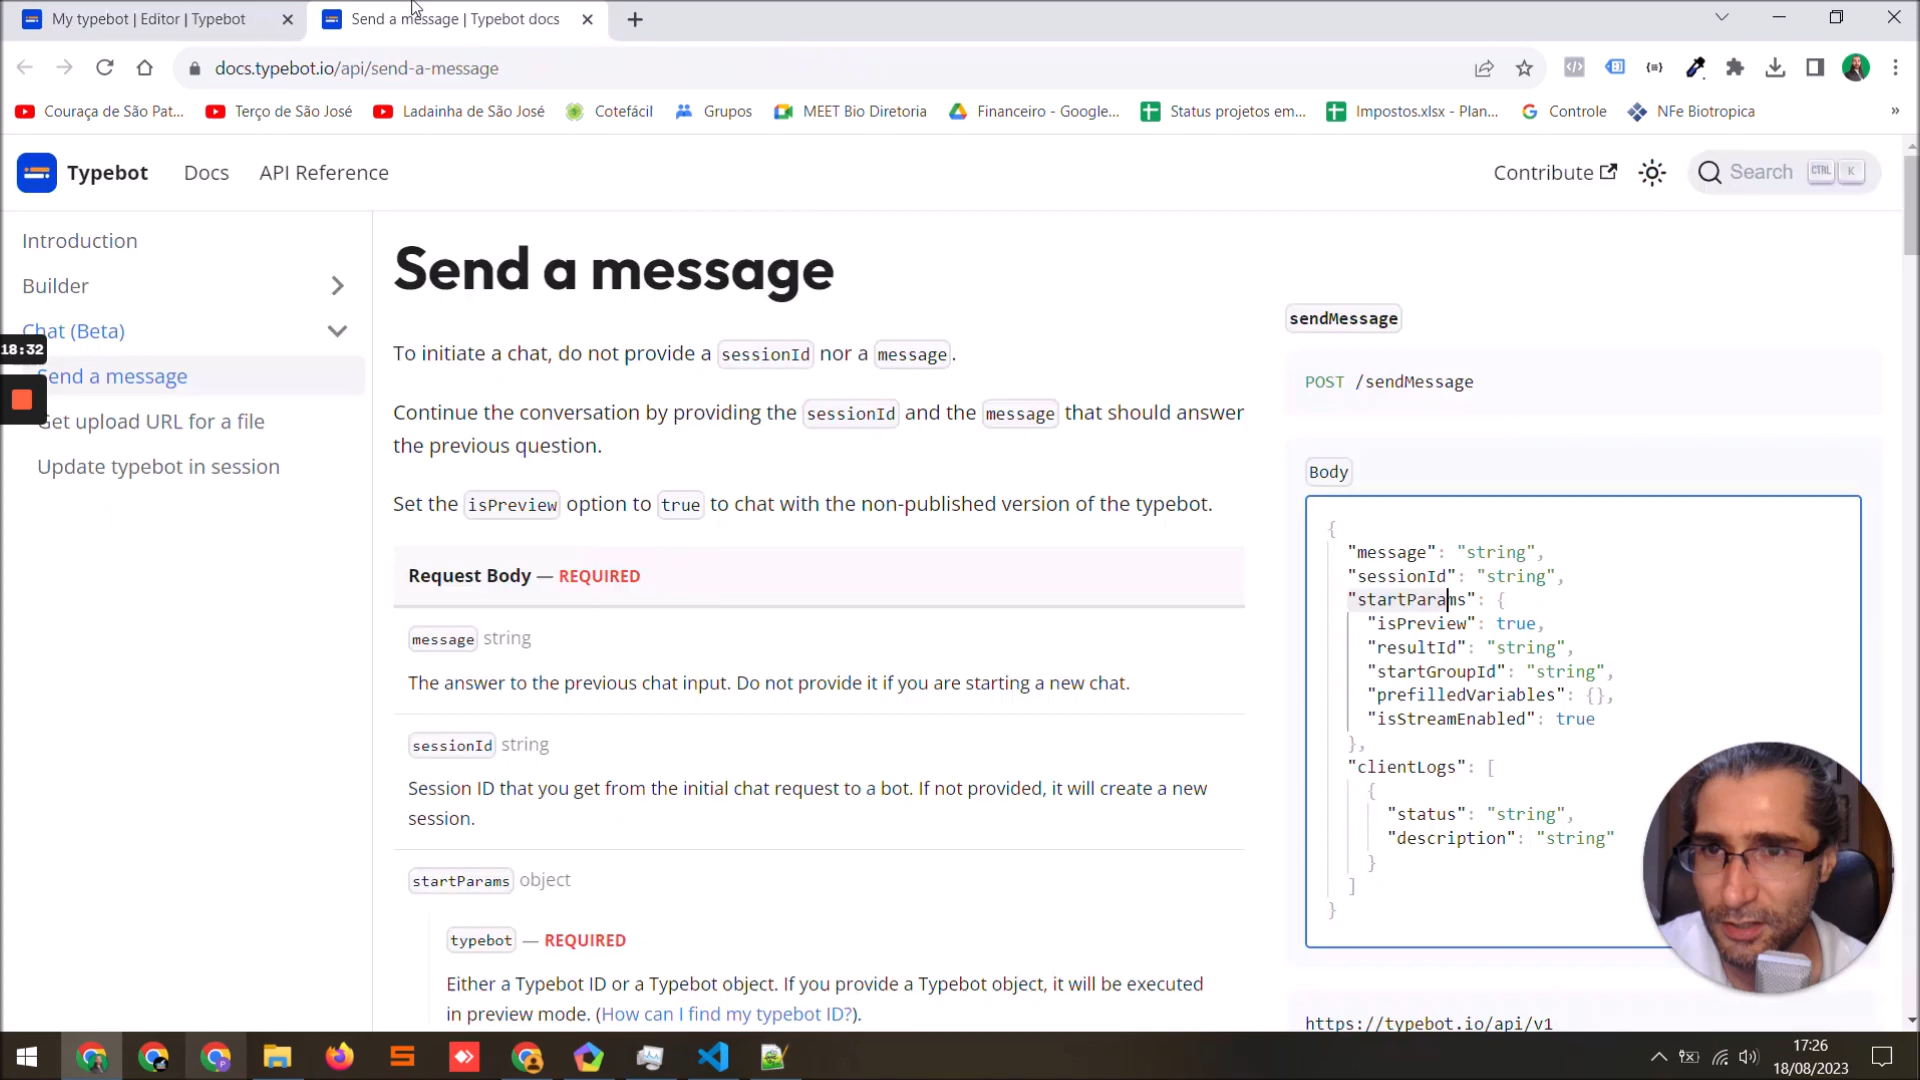 My typebot | Editor | Typebot
Send a message | Typebot docs
docs.typebot.io/api/send-a-message
Couraça de São Pat...
Terço de São José
Ladainha de São José
Cotefácil
Grupos
MEET Bio Diretoria
Financeiro - Google...
Status projetos em...
Impostos.xlsx - Plan...
Controle
NFe Biotropica
»
Typebot
Docs
API Reference
Contribute
Search
CTRL
K
Introduction
Builder
Chat (Beta)
18:32
Send a message
Get upload URL for a file
Update typebot in session
Send a message
To initiate a chat, do not provide a sessionId nor a message.
Continue the conversation by providing the sessionId and the message that should answer
the previous question.
Set the isPreview option to true to chat with the non-published version of the typebot.
Request Body — REQUIRED
message string
The answer to the previous chat input. Do not provide it if you are starting a new chat.
sessionId string
Session ID that you get from the initial chat request to a bot. If not provided, it will create a new
session.
startParams object
typebot — REQUIRED
Either a Typebot ID or a Typebot object. If you provide a Typebot object, it will be executed
in preview mode. (How can I find my typebot ID?).
sendMessage
POST /sendMessage
Body
{
"message": "string",
"sessionId": "string",
"startParams": {
"isPreview": true,
"resultId": "string",
"startGroupId": "string",
"prefilledVariables": {},
"isStreamEnabled": true
},
"clientLogs": [
{
"status": "string",
"description": "string"
}
]
}
https://typebot.io/api/v1
17:26
18/08/2023